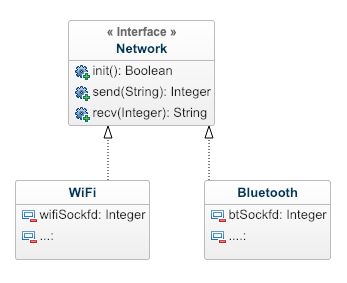 « Interface »
Network
init(): Boolean
send(String): Integer
recv(Integer): String
WiFi
wifiSockfd: Integer
...:
Bluetooth
btSockfd: Integer
....: